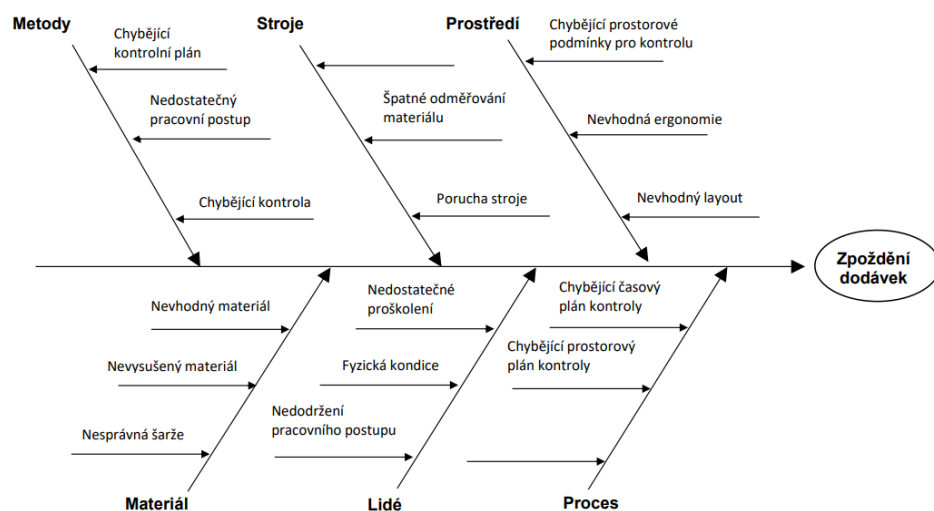 Metody
Stroje
Prostředí
Chybějící
kontrolní plán
Nedostatečný
pracovní postup
Chybějící kontrola
Špatné odměřování
materiálu
Porucha stroje
Chybějící prostorové
podmínky pro kontrolu
Nevhodná ergonomie
Nevhodný layout
Zpoždění
dodávek
Nevhodný materiál
Nevysušený materiál
Nesprávná šarže
Nedostatečné
proškolení
Fyzická kondice
Nedodržení
pracovního postupu
Chybějící časový
plán kontroly
Chybějící prostorový
plán kontroly
Materiál
Lidé
Proces